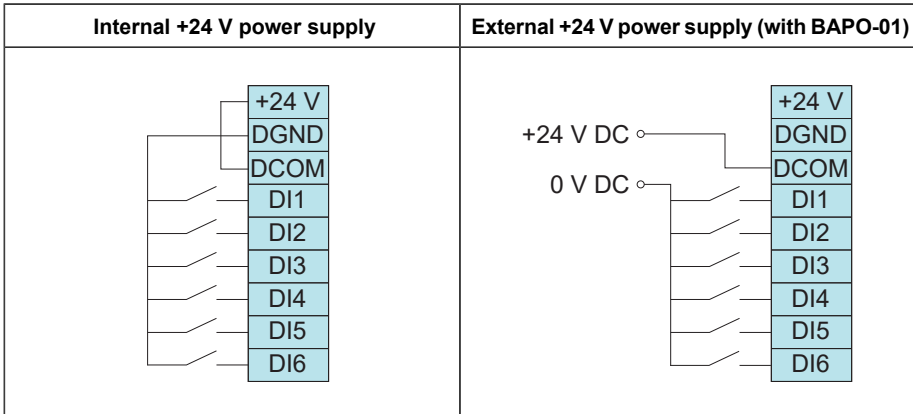 Internal +24 V power supply
External +24 V power supply (with BAPO-01)
+24 V
DGND
DCOM
DI1
DI2
DI3
DI4
DI5
DI6
+24 V DC
0 V DC
+24 V
DGND
DCOM
DI1
DI2
DI3
DI4
DI5
DI6